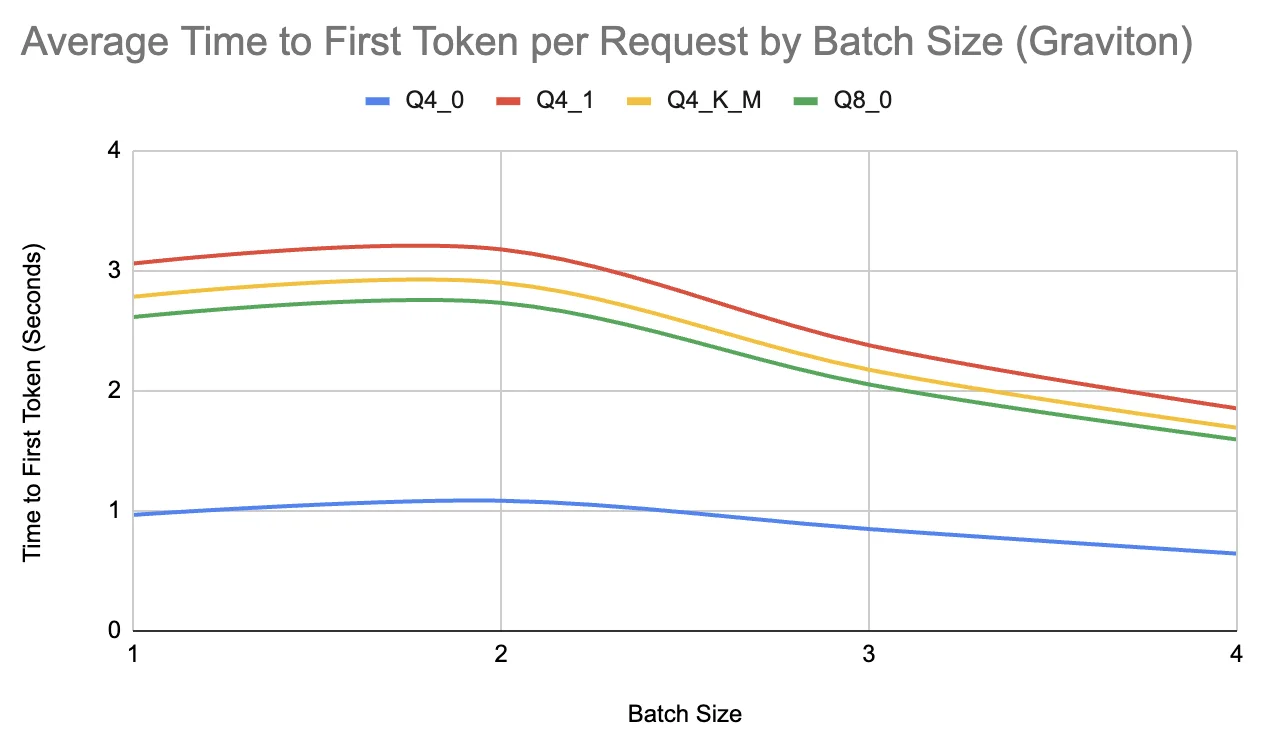 Average Time to First Token per Request by Batch Size (Graviton)
Q4_0 Q4_1 Q4_K_M Q8_0
Time to First Token (Seconds)
4
3
2
1
0
1 2 3 4
Batch Size